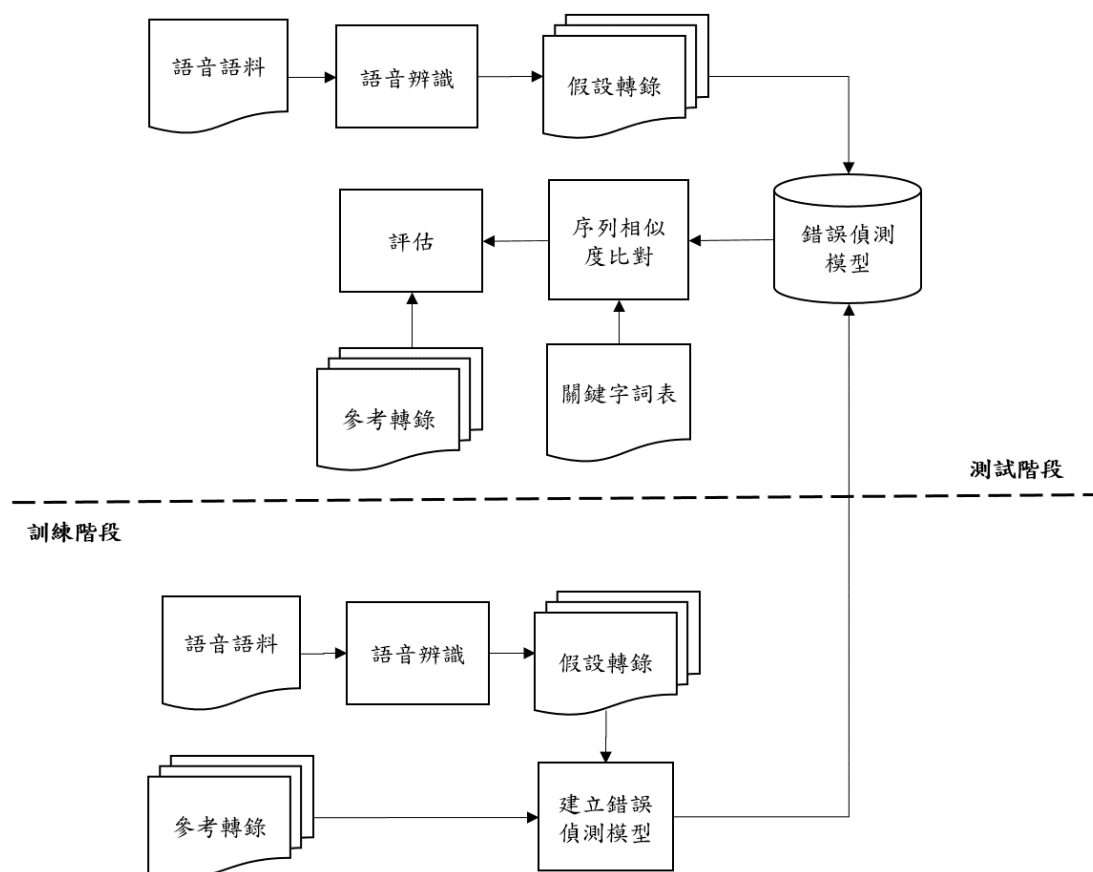 語音語料
語音辨識
假設轉錄
評估
序列相似
度比對
錯誤偵測
模型
參考轉錄
關鍵字詞表
測試階段
訓練階段
語音語料
語音辨識
假設轉錄
參考轉錄
建立錯誤
偵測模型